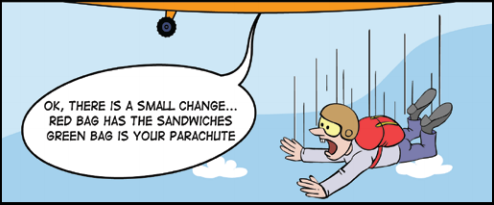 OK, THERE IS A SMALL CHANGE...
RED BAG HAS THE SANDWICHES
GREEN BAG IS YOUR PARACHUTE